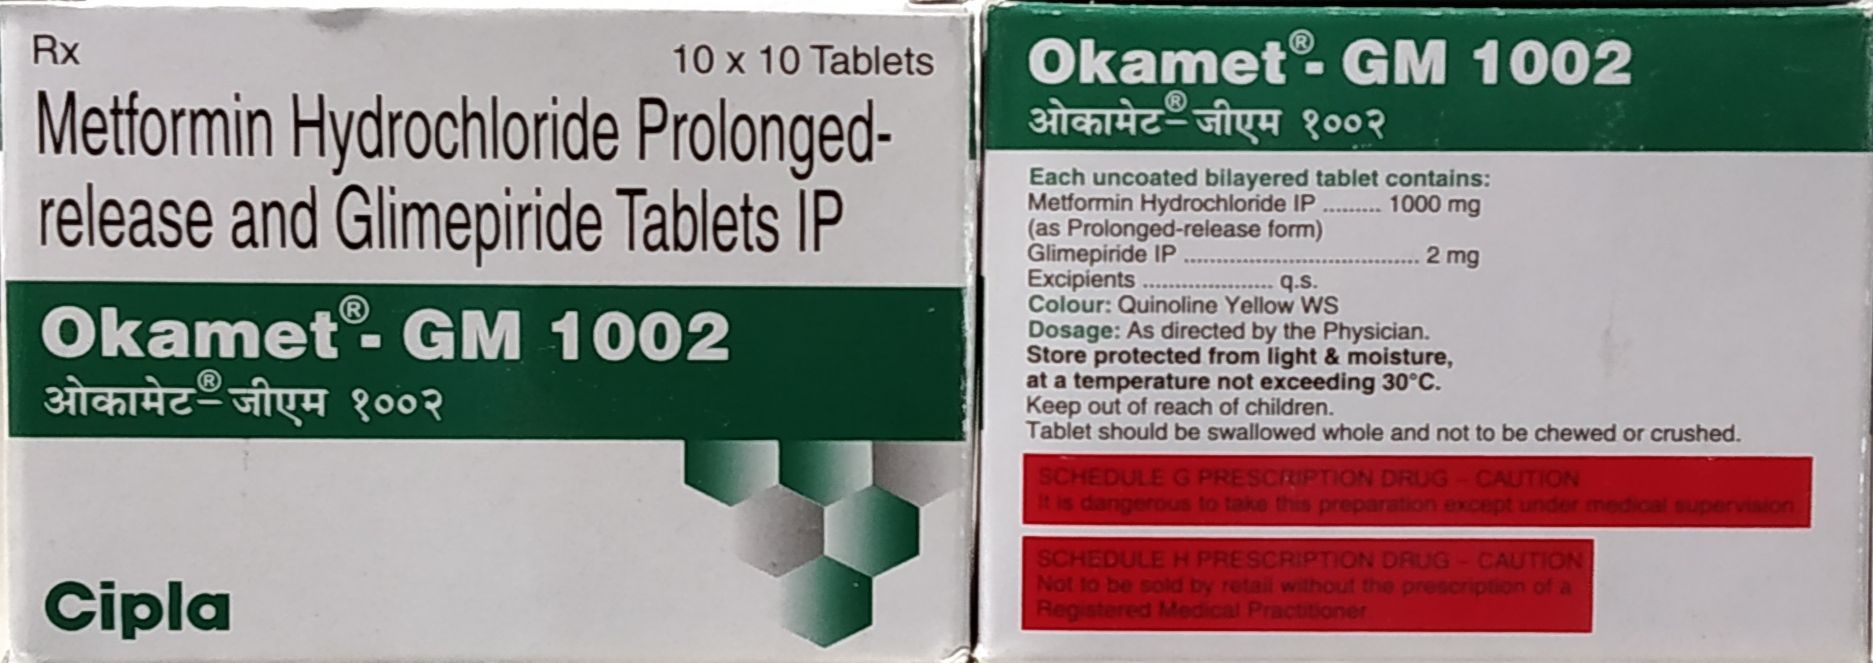 Rx
10 x 10 Tablets
Metformin Hydrochloride Prolonged-
release and Glimepiride Tablets IP
Okamet®- GM 1002
ओकामेट®-जीएम १००२
Cipla
Okamet®- GM 1002
ओकामेट®-जीएम १००२
Each uncoated bilayered tablet contains:
Metformin Hydrochloride IP ......... 1000 mg
(as Prolonged-release form)
Glimepiride IP .................................... 2 mg
Excipients .................... q.s.
Colour: Quinoline Yellow WS
Dosage: As directed by the Physician.
Store protected from light & moisture,
at a temperature not exceeding 30°C.
Keep out of reach of children.
Tablet should be swallowed whole and not to be chewed or crushed.
SCHEDULE G PRESCRIPTION DRUG - CAUTION
It is dangerous to take this preparation except under medical supervision
SCHEDULE H PRESCRIPTION DRUG - CAUTION
Not to be sold by retail without the prescription of a
Registered Medical Practitioner